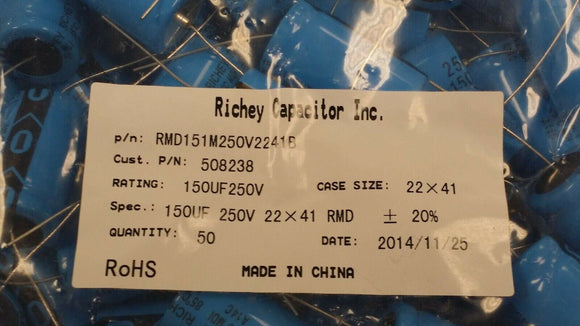 Richey Capacitor Inc.
p/n: RMD151M250V2241B
Cust. P/N: 508238
RATING: 150UF250V CASE SIZE: 22×41
Spec.: 150UF 250V 22×41 RMD ± 20%
QUANTITY: 50 DATE: 2014/11/25
RoHS MADE IN CHINA
RICHEY